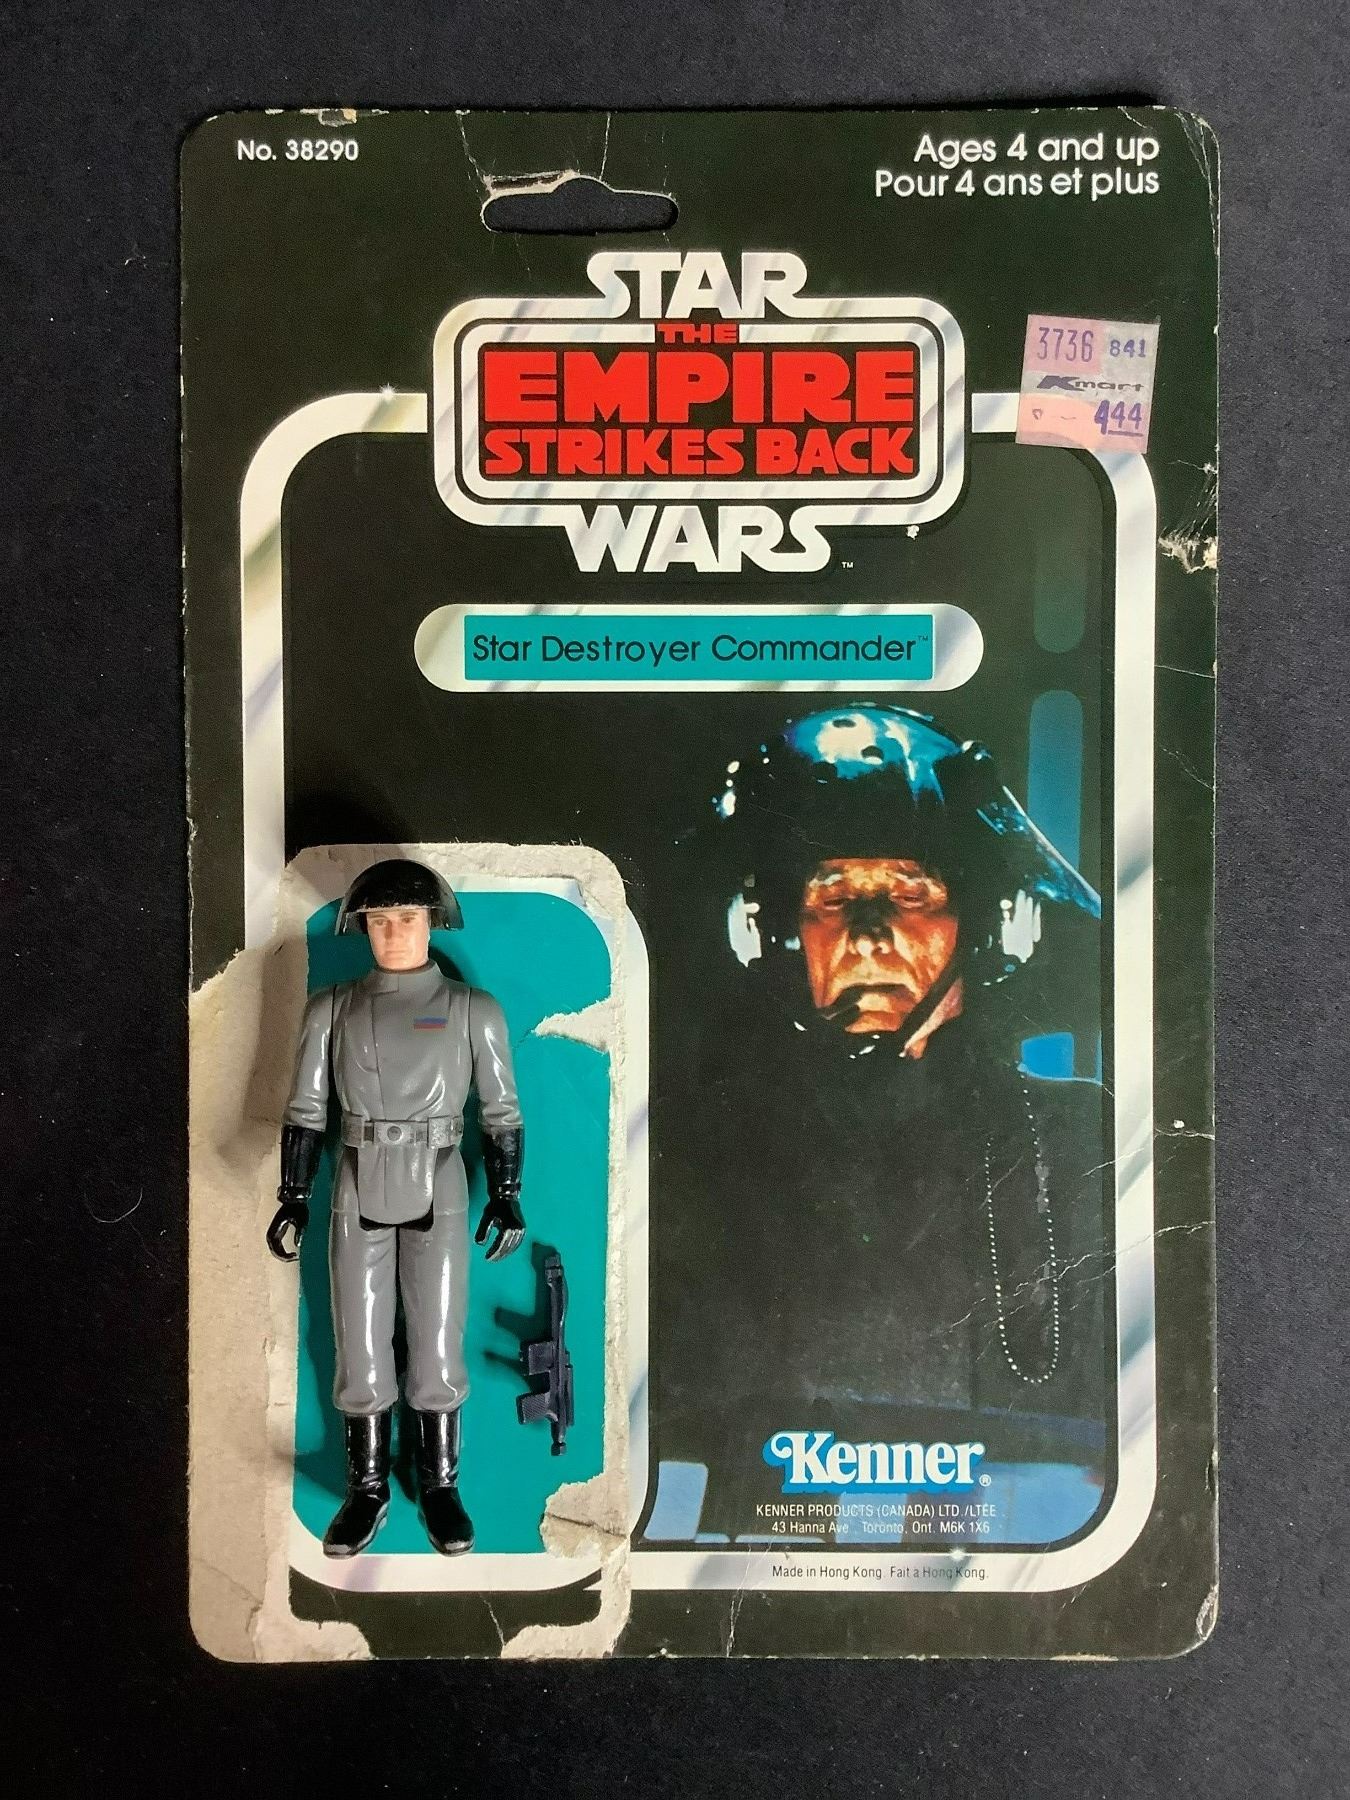 No. 38290
Ages 4 and up
Pour 4 ans et plus
STAR
THE
EMPIRE
STRIKES BACK
WARS™
3736 841
Kmart
4.44
Star Destroyer Commander™
Kenner®
KENNER PRODUCTS (CANADA) LTD./LTÉE
43 Hanna Ave., Toronto, Ont. M6K 1X6
Made in Hong Kong. Fait à Hong Kong.